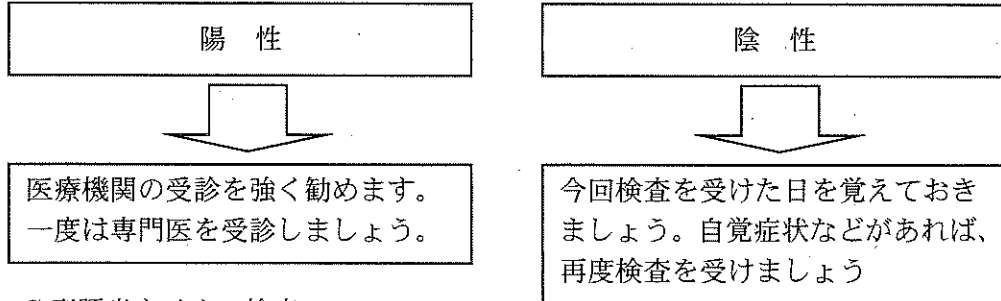 陽 性
医療機関の受診を強く勧めます。
一度は専門医を受診しましょう。
陰 性
今回検査を受けた日を覚えておき
ましょう。自覚症状などがあれば、
再度検査を受けましょう